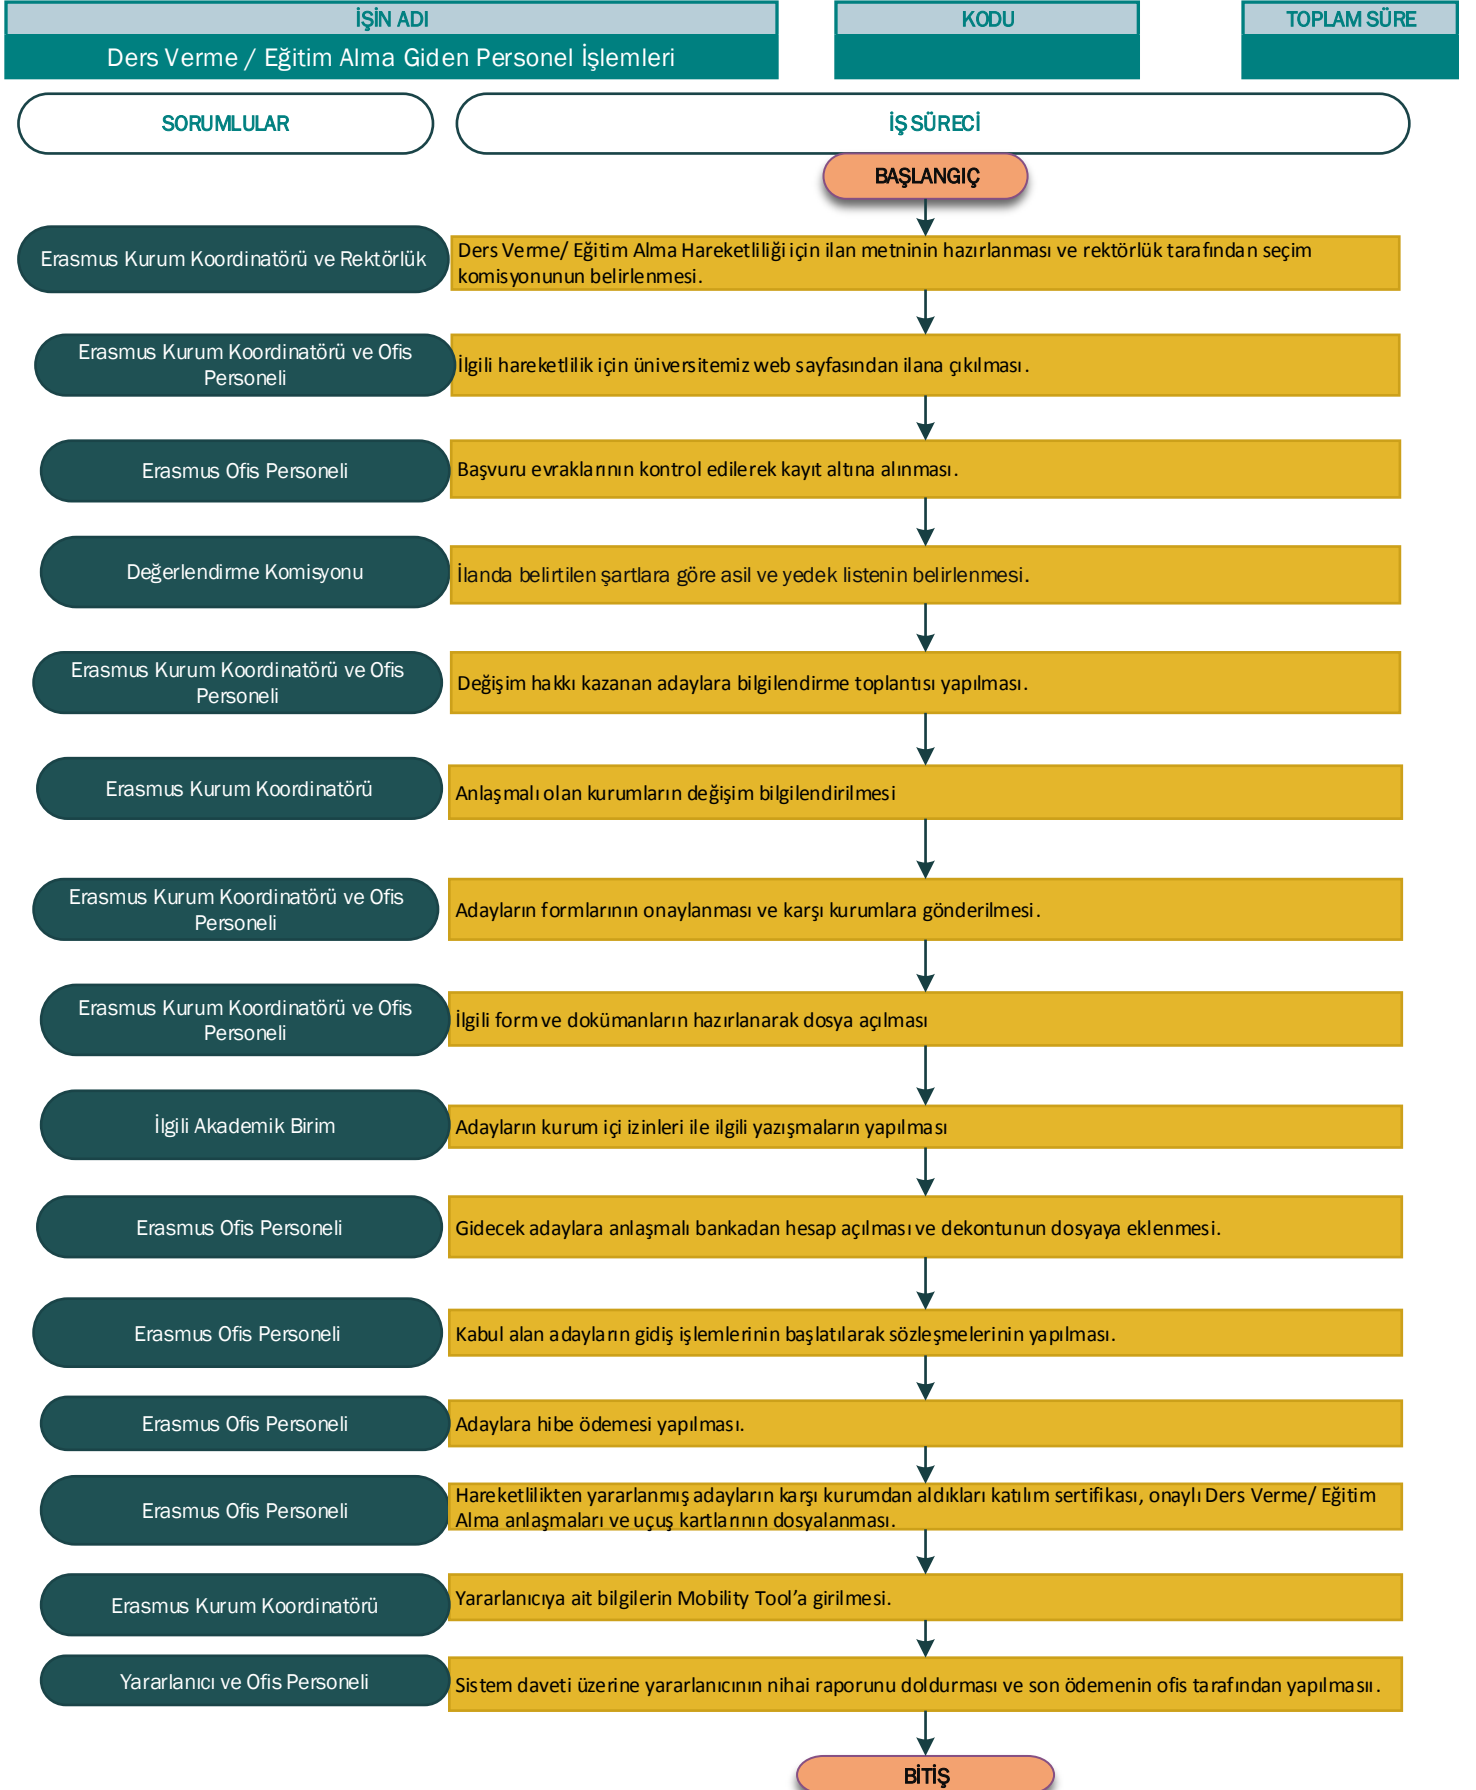 İŞİN ADI
KODU
TOPLAM SÜRE
Ders Verme / Eğitim Alma Giden Personel İşlemleri
SORUMLULAR
İŞ SÜRECİ
BAŞLANGIÇ
Erasmus Kurum Koordinatörü ve Rektörlük
Ders Verme/ Eğitim Alma Hareketliliği için ilan metninin hazırlanması ve rektörlük tarafından seçim
komisyonunun belirlenmesi.
Erasmus Kurum Koordinatörü ve Ofis
Personeli
İlgili hareketlilik için üniversitemiz web sayfasından ilana çıkılması.
Erasmus Ofis Personeli
Başvuru evraklarının kontrol edilerek kayıt altına alınması.
Değerlendirme Komisyonu
İlanda belirtilen şartlara göre asil ve yedek listenin belirlenmesi.
Erasmus Kurum Koordinatörü ve Ofis
Personeli
Değişim hakkı kazanan adaylara bilgilendirme toplantısı yapılması.
Erasmus Kurum Koordinatörü
Anlaşmalı olan kurumların değişim bilgilendirilmesi
Erasmus Kurum Koordinatörü ve Ofis
Personeli
Adayların formlarının onaylanması ve karşı kurumlara gönderilmesi.
Erasmus Kurum Koordinatörü ve Ofis
Personeli
İlgili form ve dokümanların hazırlanarak dosya açılması
İlgili Akademik Birim
Adayların kurum içi izinleri ile ilgili yazışmaların yapılması
Erasmus Ofis Personeli
Gidecek adaylara anlaşmalı bankadan hesap açılması ve dekontunun dosyaya eklenmesi.
Erasmus Ofis Personeli
Kabul alan adayların gidiş işlemlerinin başlatılarak sözleşmelerinin yapılması.
Erasmus Ofis Personeli
Adaylara hibe ödemesi yapılması.
Erasmus Ofis Personeli
Hareketlilikten yararlanmış adayların karşı kurumdan aldıkları katılım sertifikası, onaylı Ders Verme/ Eğitim
Alma anlaşmaları ve uçuş kartlarının dosyalanması.
Erasmus Kurum Koordinatörü
Yararlanıcıya ait bilgilerin Mobility Tool’a girilmesi.
Yararlanıcı ve Ofis Personeli
Sistem daveti üzerine yararlanıcının nihai raporunu doldurması ve son ödemenin ofis tarafından yapılmasıı.
BİTİŞ